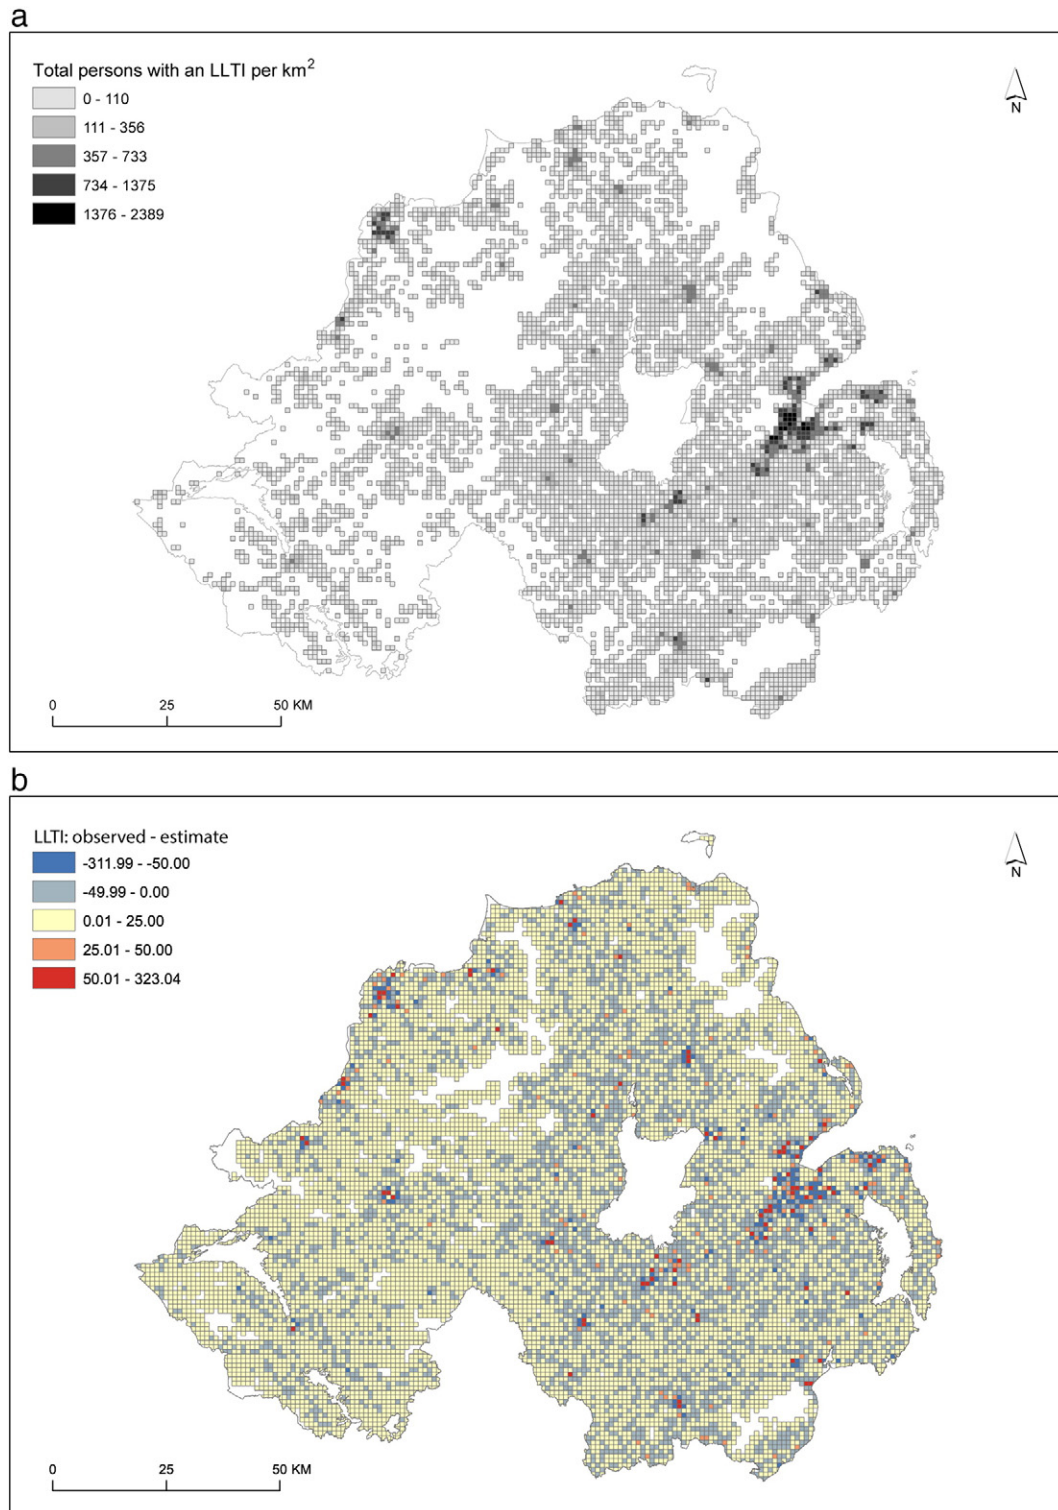 a
Total persons with an LLTI per km²
0 - 110
111 - 356
357 - 733
734 - 1375
1376 - 2389
N
0 25 50 KM
b
LLTI: observed - estimate
-311.99 - -50.00
-49.99 - 0.00
0.01 - 25.00
25.01 - 50.00
50.01 - 323.04
N
0 25 50 KM